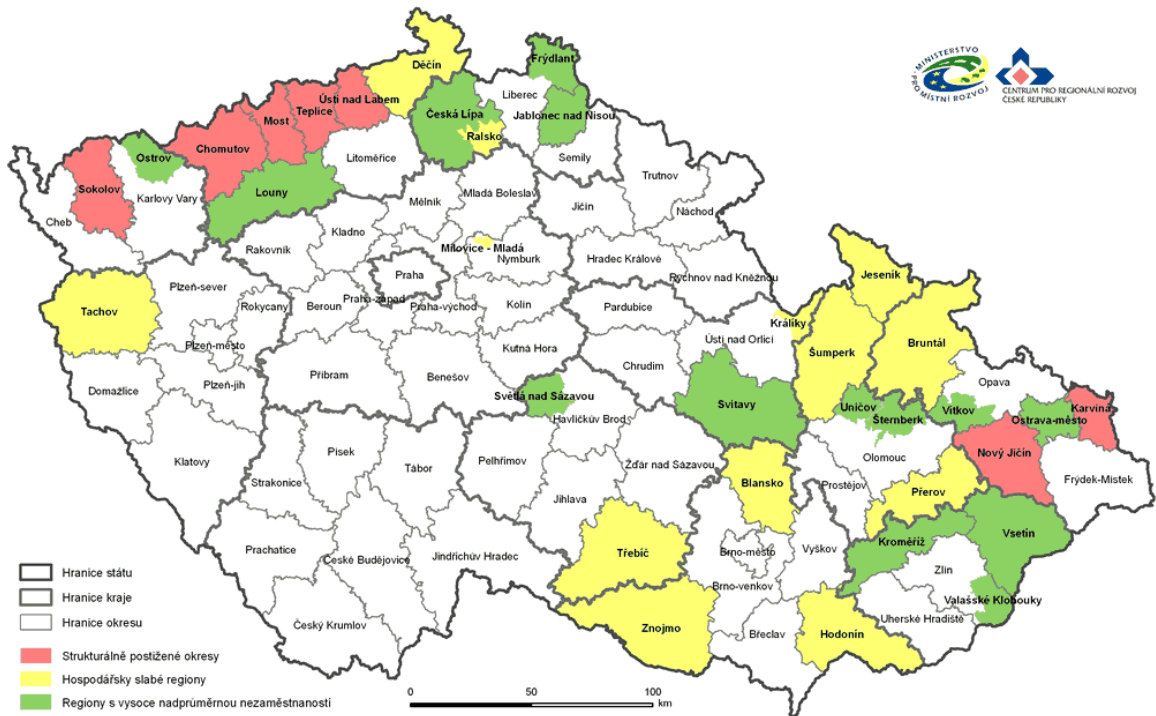 MINISTERSTVO
PRO MÍSTNÍ ROZVOJ
CENTRUM PRO REGIONÁLNÍ ROZVOJ
ČESKÉ REPUBLIKY
Děčín
Frýdlant
Liberec
Ústí nad Labem
Teplice
Most
Česká Lípa
Jablonec nad Nisou
Ralsko
Chomutov
Litoměřice
Semily
Ostrov
Sokolov
Karlovy Vary
Louny
Cheb
Trutnov
Mladá Boleslav
Mělník
Jičín
Náchod
Kladno
Rakovník
Milovice - Mladá
Nymburk
Hradec Králové
Rychnov nad Kněžnou
Praha
Plzeň-sever
Rokycany
Beroun
Praha-západ
Praha-východ
Kolín
Pardubice
Tachov
Jeseník
Králíky
Ústí nad Orlicí
Šumperk
Bruntál
Plzeň-město
Kutná Hora
Chrudim
Příbram
Benešov
Domažlice
Plzeň-jih
Opava
Světlá nad Sázavou
Svitavy
Uničov
Šternberk
Vítkov
Karviná
Ostrava-město
Havlíčkův Brod
Klatovy
Písek
Tábor
Pelhřimov
Žďár nad Sázavou
Olomouc
Nový Jičín
Frýdek-Místek
Strakonice
Jihlava
Blansko
Prostějov
Přerov
Prachatice
České Budějovice
Jindřichův Hradec
Třebíč
Brno-město
Vyškov
Kroměříž
Vsetín
Zlín
Brno-venkov
Valašské Klobouky
Uherské Hradiště
Český Krumlov
Znojmo
Břeclav
Hodonín
Hranice státu
Hranice kraje
Hranice okresu
Strukturálně postižené okresy
Hospodářsky slabé regiony
Regiony s vysoce nadprůměrnou nezaměstnaností
0 50 100
km